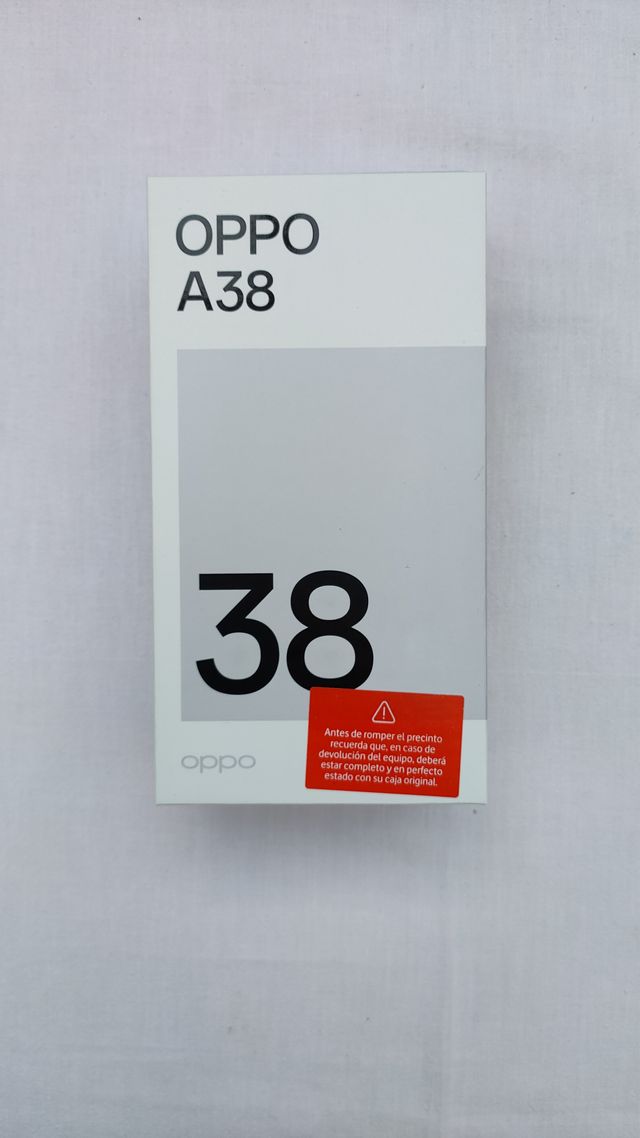 OPPO
A38
38
oppo
Antes de romper el precinto
recuerda que, en caso de
devolución del equipo, deberá
estar completo y en perfecto
estado con su caja original.